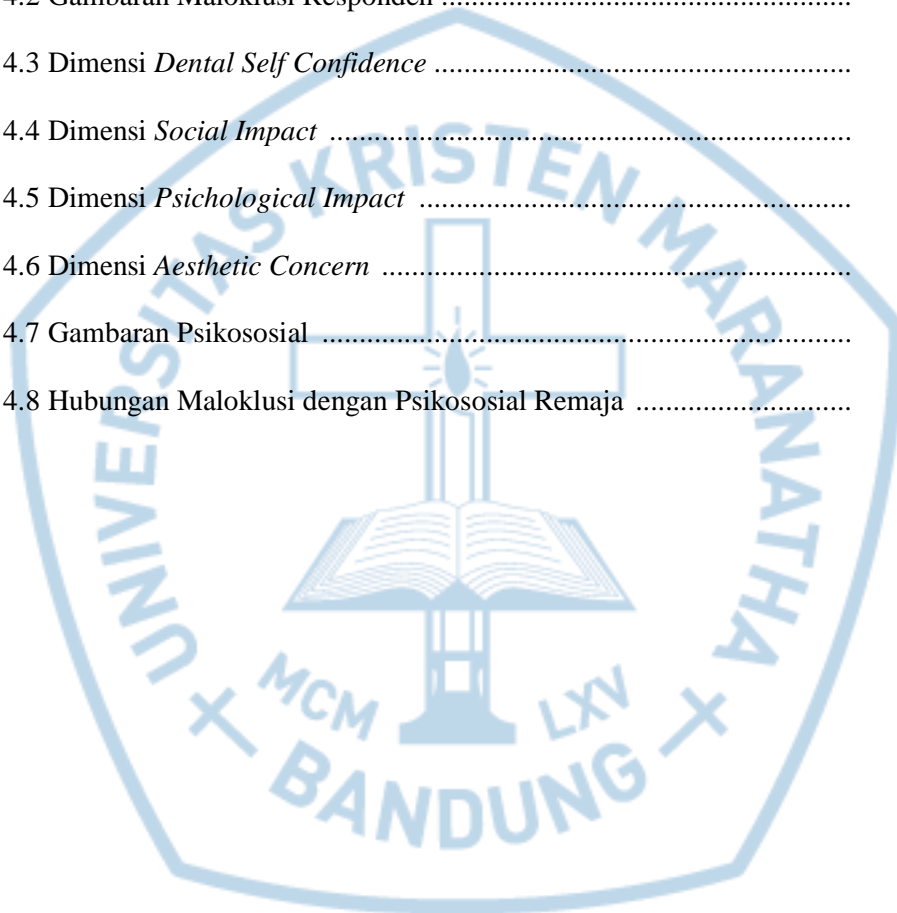 4.2 Gambaran Maloklusi Responden ........................................................
4.3 Dimensi Dental Self Confidence ........................................................
4.4 Dimensi Social Impact ......................................................................
4.5 Dimensi Psichological Impact ..........................................................
4.6 Dimensi Aesthetic Concern ...............................................................
4.7 Gambaran Psikososial .......................................................................
4.8 Hubungan Maloklusi dengan Psikososial Remaja .............................
UNIVERSITAS KRISTEN MARANATHA
MCM LXV
BANDUNG